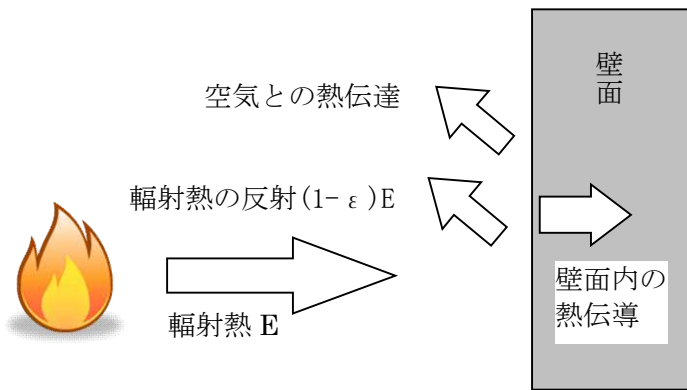 壁面
空気との熱伝達
輻射熱の反射(1-ε)E
輻射熱 E
壁面内の
熱伝導